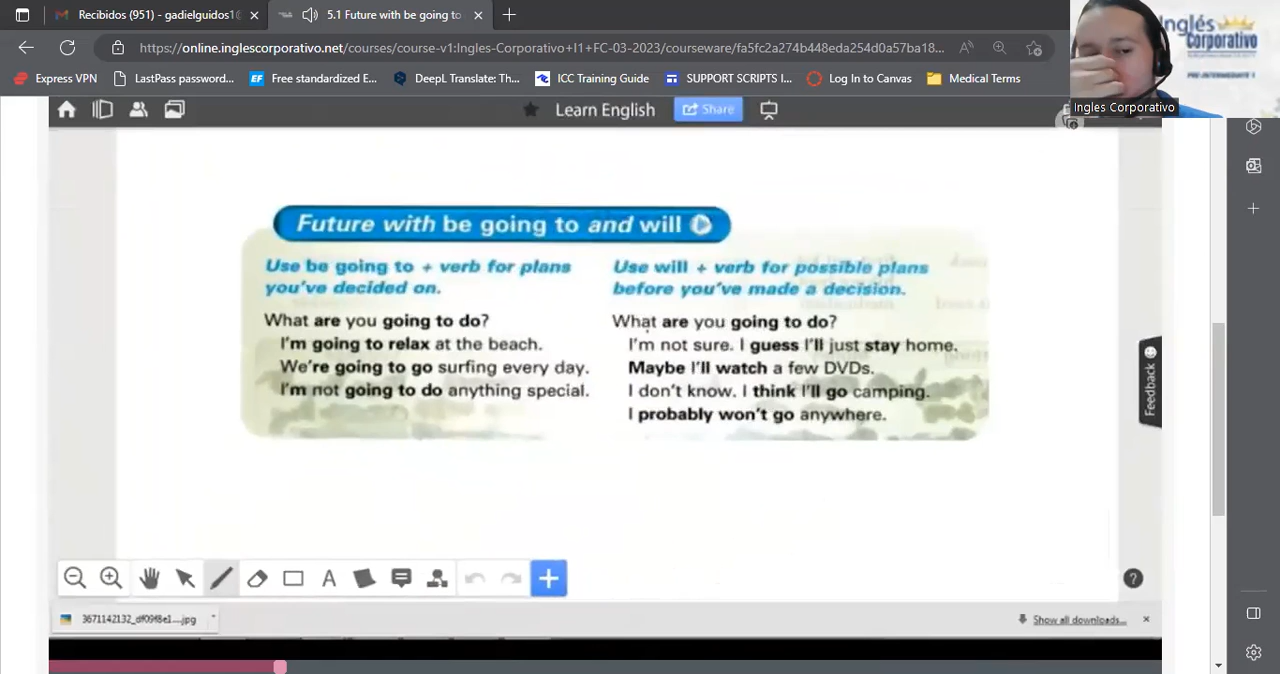 Recibidos (951) - gadielguidos1@
5.1 Future with be going to
https://online.inglescorporativo.net/courses/course-v1:Ingles-Corporativo+I1+FC-03-2023/courseware/fa5fc2a274b448eda254d0a57ba18...
Express VPN
LastPass password...
EF Free standardized E...
DeepL Translate: Th...
ICC Training Guide
SUPPORT SCRIPTS I...
Log In to Canvas
Medical Terms
Inglés
Corporativo
PRE-INTERMEDIATE 1
Ingles Corporativo
Learn English
Share
Future with be going to and will
Use be going to + verb for plans
you've decided on.
What are you going to do?
I'm going to relax at the beach.
We're going to go surfing every day.
I'm not going to do anything special.
Use will + verb for possible plans
before you've made a decision.
What are you going to do?
I'm not sure. I guess I'll just stay home.
Maybe I'll watch a few DVDs.
I don't know. I think I'll go camping.
I probably won't go anywhere.
Feedback
A
?
3671142132_df09f8e1....jpg
Show all downloads...